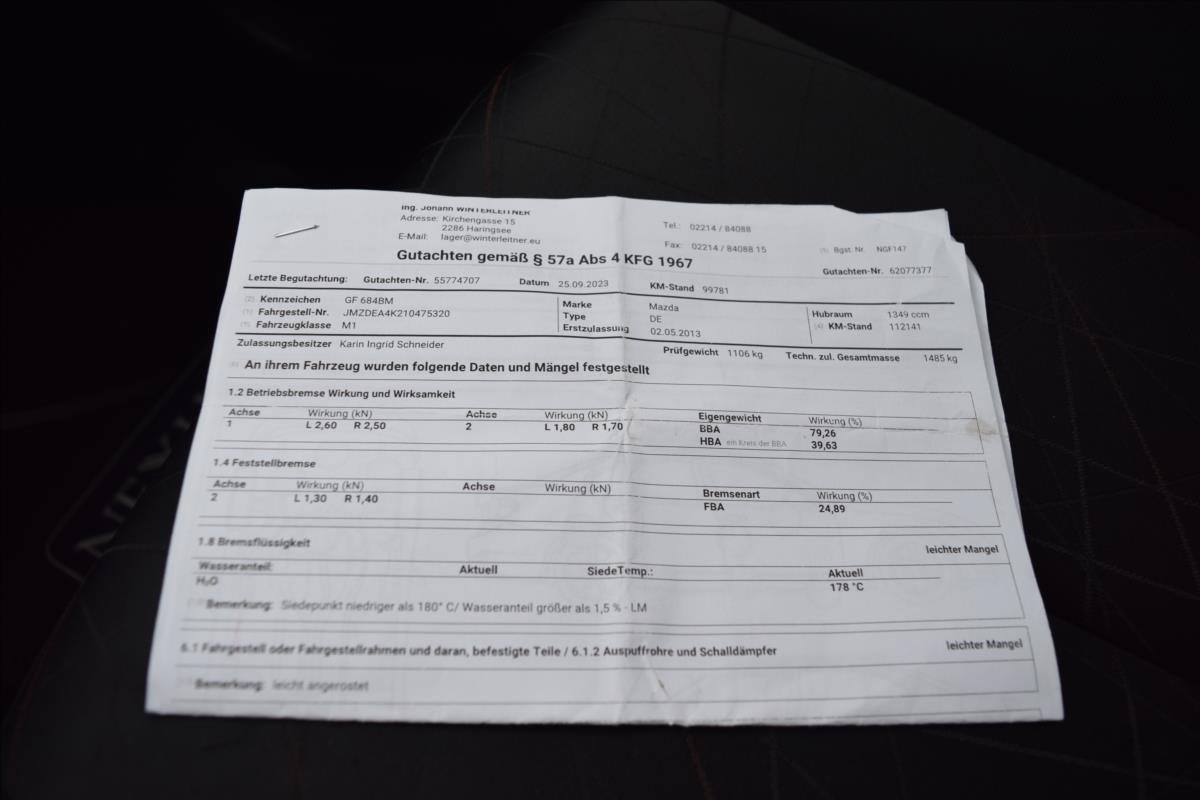 Ing. Johann WINTERLEITNER
Adresse: Kirchengasse 15
2286 Haringsee
E-Mail: lager@winterleitner.eu
Tel.: 02214 / 84088
Fax: 02214 / 84088 15
Bgst. Nr. NGF147
Gutachten gemäß § 57a Abs 4 KFG 1967
Gutachten-Nr. 62077377
Letzte Begutachtung: Gutachten-Nr. 55774707 Datum 25.09.2023 KM-Stand 99781
(2) Kennzeichen GF 684BM Marke Mazda Hubraum 1349 ccm
(1) Fahrgestell-Nr. JMZDEA4K210475320 Type DE (4) KM-Stand 112141
Fahrzeugklasse M1 Erstzulassung 02.05.2013
Zulassungsbesitzer Karin Ingrid Schneider Prüfgewicht 1106 kg Techn. zul. Gesamtmasse 1485 kg
An ihrem Fahrzeug wurden folgende Daten und Mängel festgestellt
1.2 Betriebsbremse Wirkung und Wirksamkeit
Achse Wirkung (kN) Achse Wirkung (kN) Eigengewicht Wirkung (%)
1 L 2,60 R 2,50 2 L 1,80 R 1,70 BBA 79,26
HBA ein Kreis der BBA 39,63
1.4 Feststellbremse
Achse Wirkung (kN) Achse Wirkung (kN) Bremsenart Wirkung (%)
2 L 1,30 R 1,40 FBA 24,89
1.8 Bremsflüssigkeit leichter Mangel
Wasseranteil: Aktuell SiedeTemp.: Aktuell
H₂O 178 °C
Bemerkung: Siedepunkt niedriger als 180° C/ Wasseranteil größer als 1,5 % - LM
6.1 Fahrgestell oder Fahrgestellrahmen und daran, befestigte Teile / 6.1.2 Auspuffrohre und Schalldämpfer leichter Mangel
Bemerkung: leicht angerostet